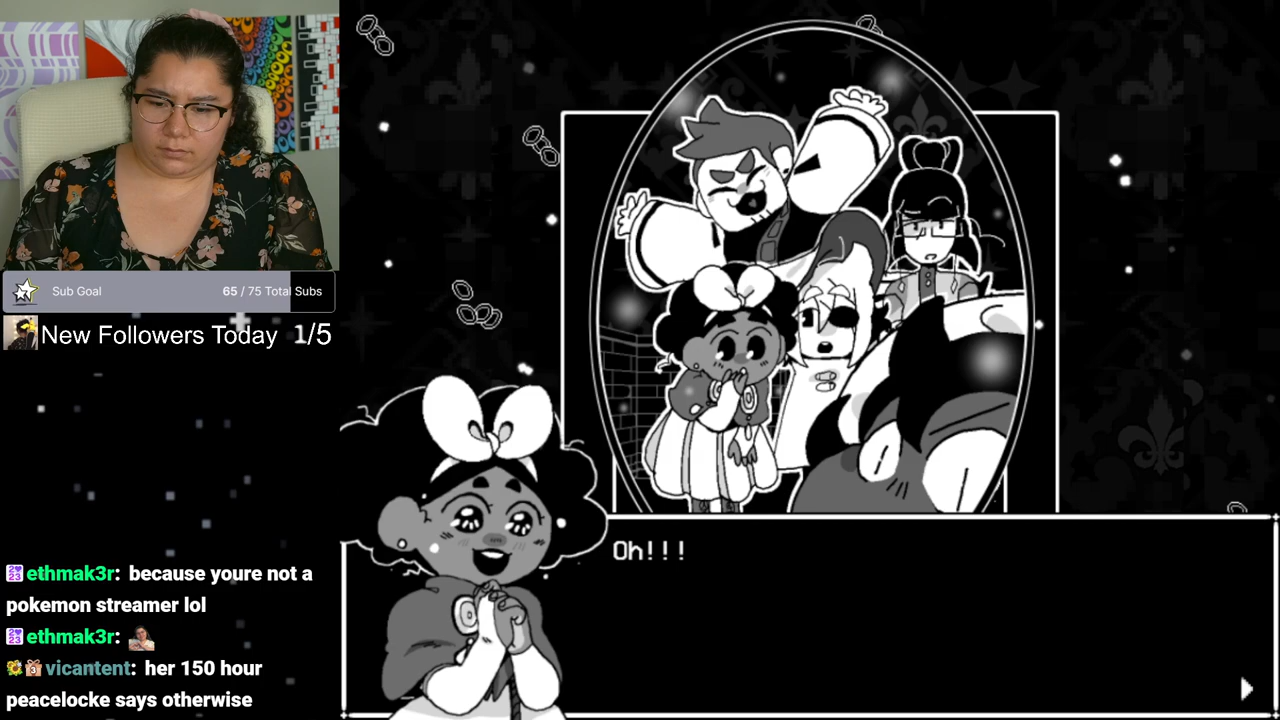 Sub Goal 65 / 75 Total Subs
New Followers Today 1/5
Oh!!!
ethmak3r: because youre not a
pokemon streamer lol
ethmak3r:
vicantent: her 150 hour
peacelocke says otherwise